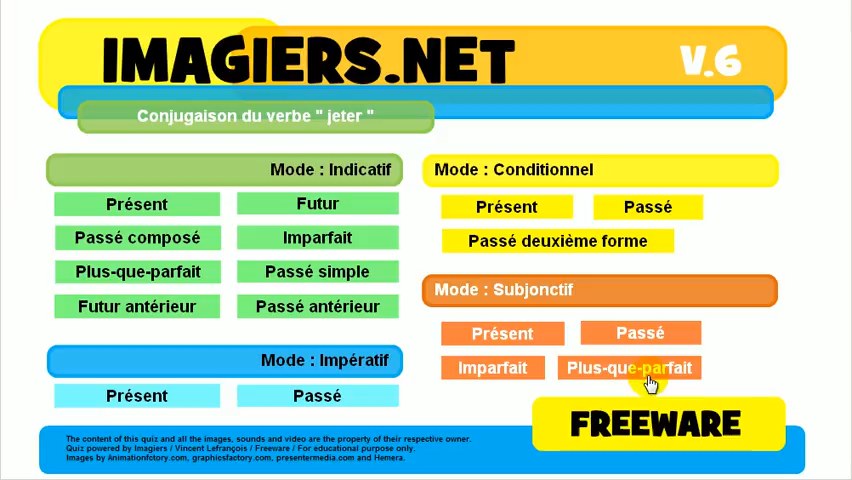 IMAGIERS.NET
V.6
Conjugaison du verbe " jeter "
Mode : Indicatif
Présent
Futur
Passé composé
Imparfait
Plus-que-parfait
Passé simple
Futur antérieur
Passé antérieur
Mode : Impératif
Présent
Passé
Mode : Conditionnel
Présent
Passé
Passé deuxième forme
Mode : Subjonctif
Présent
Passé
Imparfait
Plus-que-parfait
FREEWARE
The content of this quiz and all the images, sounds and video are the property of their respective owner.
Quiz powered by Imagiers / Vincent Lefrançois / Freeware / For educational purpose only.
Images by Animationfctory.com, graphicsfactory.com, presentermedia.com and Hemera.